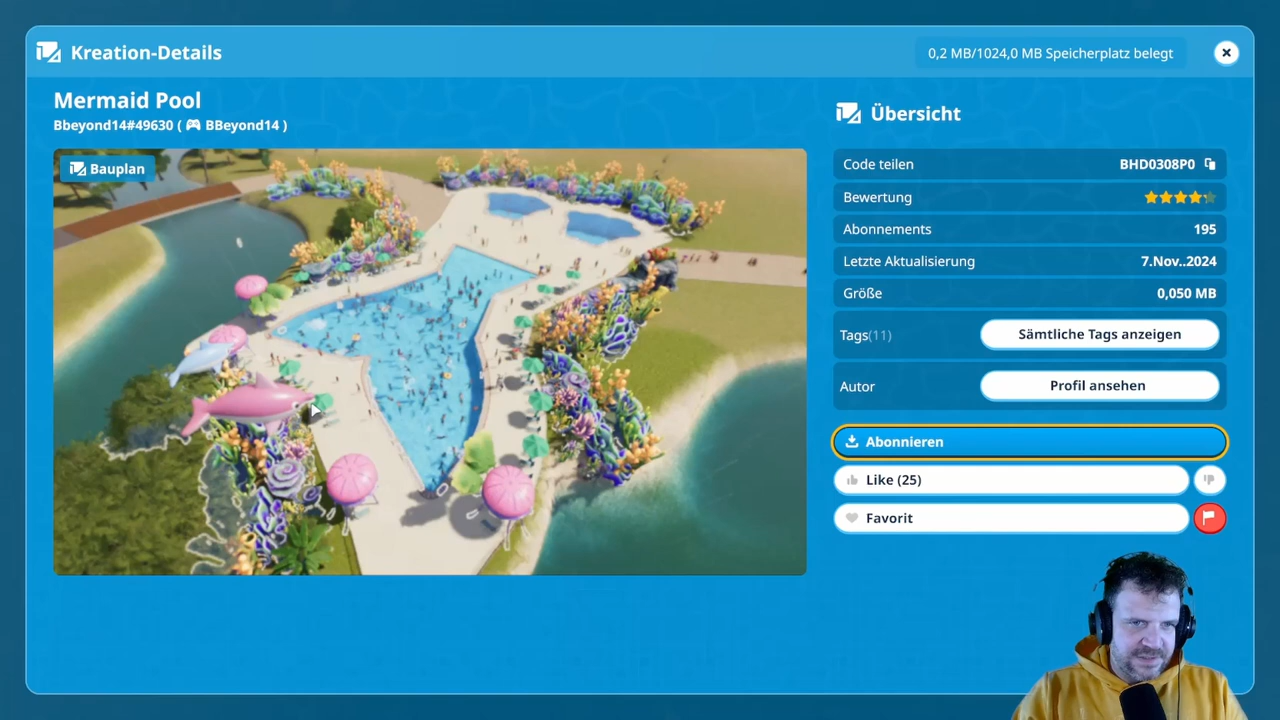 Kreation-Details
0,2 MB/1024,0 MB Speicherplatz belegt
Mermaid Pool
Bbeyond14#49630 ( BBeyond14 )
Bauplan
Übersicht
Code teilen BHD0308P0
Bewertung
Abonnements 195
Letzte Aktualisierung 7.Nov..2024
Größe 0,050 MB
Tags(11) Sämtliche Tags anzeigen
Autor Profil ansehen
Abonnieren
Like (25)
Favorit